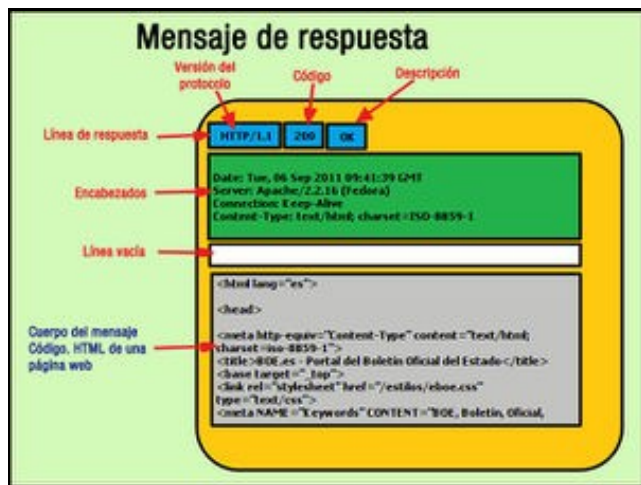 Mensaje de respuesta
Versión del
protocolo
Código
Descripción
Línea de respuesta
HTTP/1.1
200
OK
Encabezados
Date: Tue, 06 Sep 2011 09:41:39 GMT
Server: Apache/2.2.16 (Fedora)
Connection: Keep-Alive
Content-Type: text/html; charset=ISO-8859-1
Línea vacía
Cuerpo del mensaje
Código. HTML de una
página web
<html lang="es">
<head>
<meta http-equiv="Content-Type" content="text/html;
charset=iso-8859-1">
<title>BOE.es - Portal del Boletín Oficial del Estado</title>
<base target="_top">
<link rel="stylesheet" href="/estilos/eboe.css"
type="text/css">
<meta NAME="Keywords" CONTENT="BOE, Boletín, Oficial,